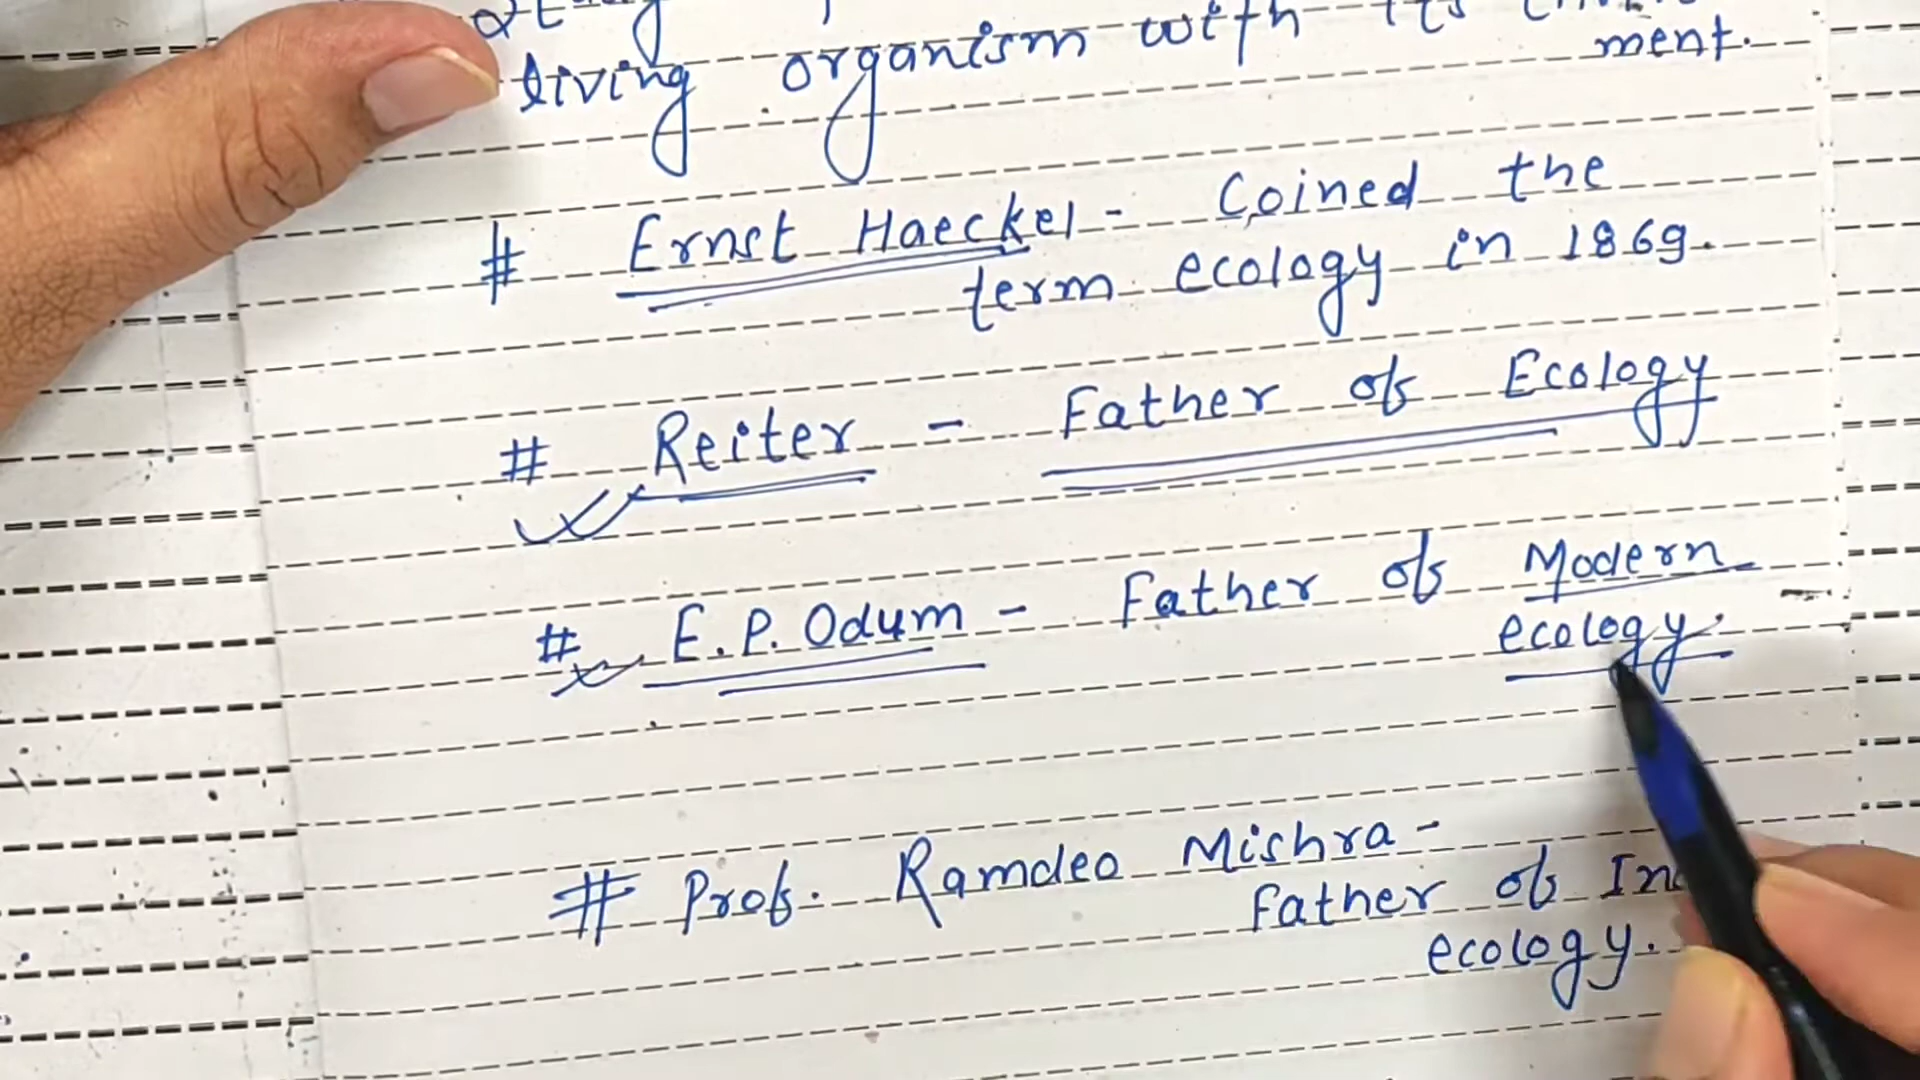 living organism with its
ment.
# Ernst Haeckel - Coined the
term ecology in 1869.
# Reiter - Father of Ecology
# E.P. Odum - Father of Modern
ecology.
# Prof. Ramdeo Mishra -
Father of
ecology.